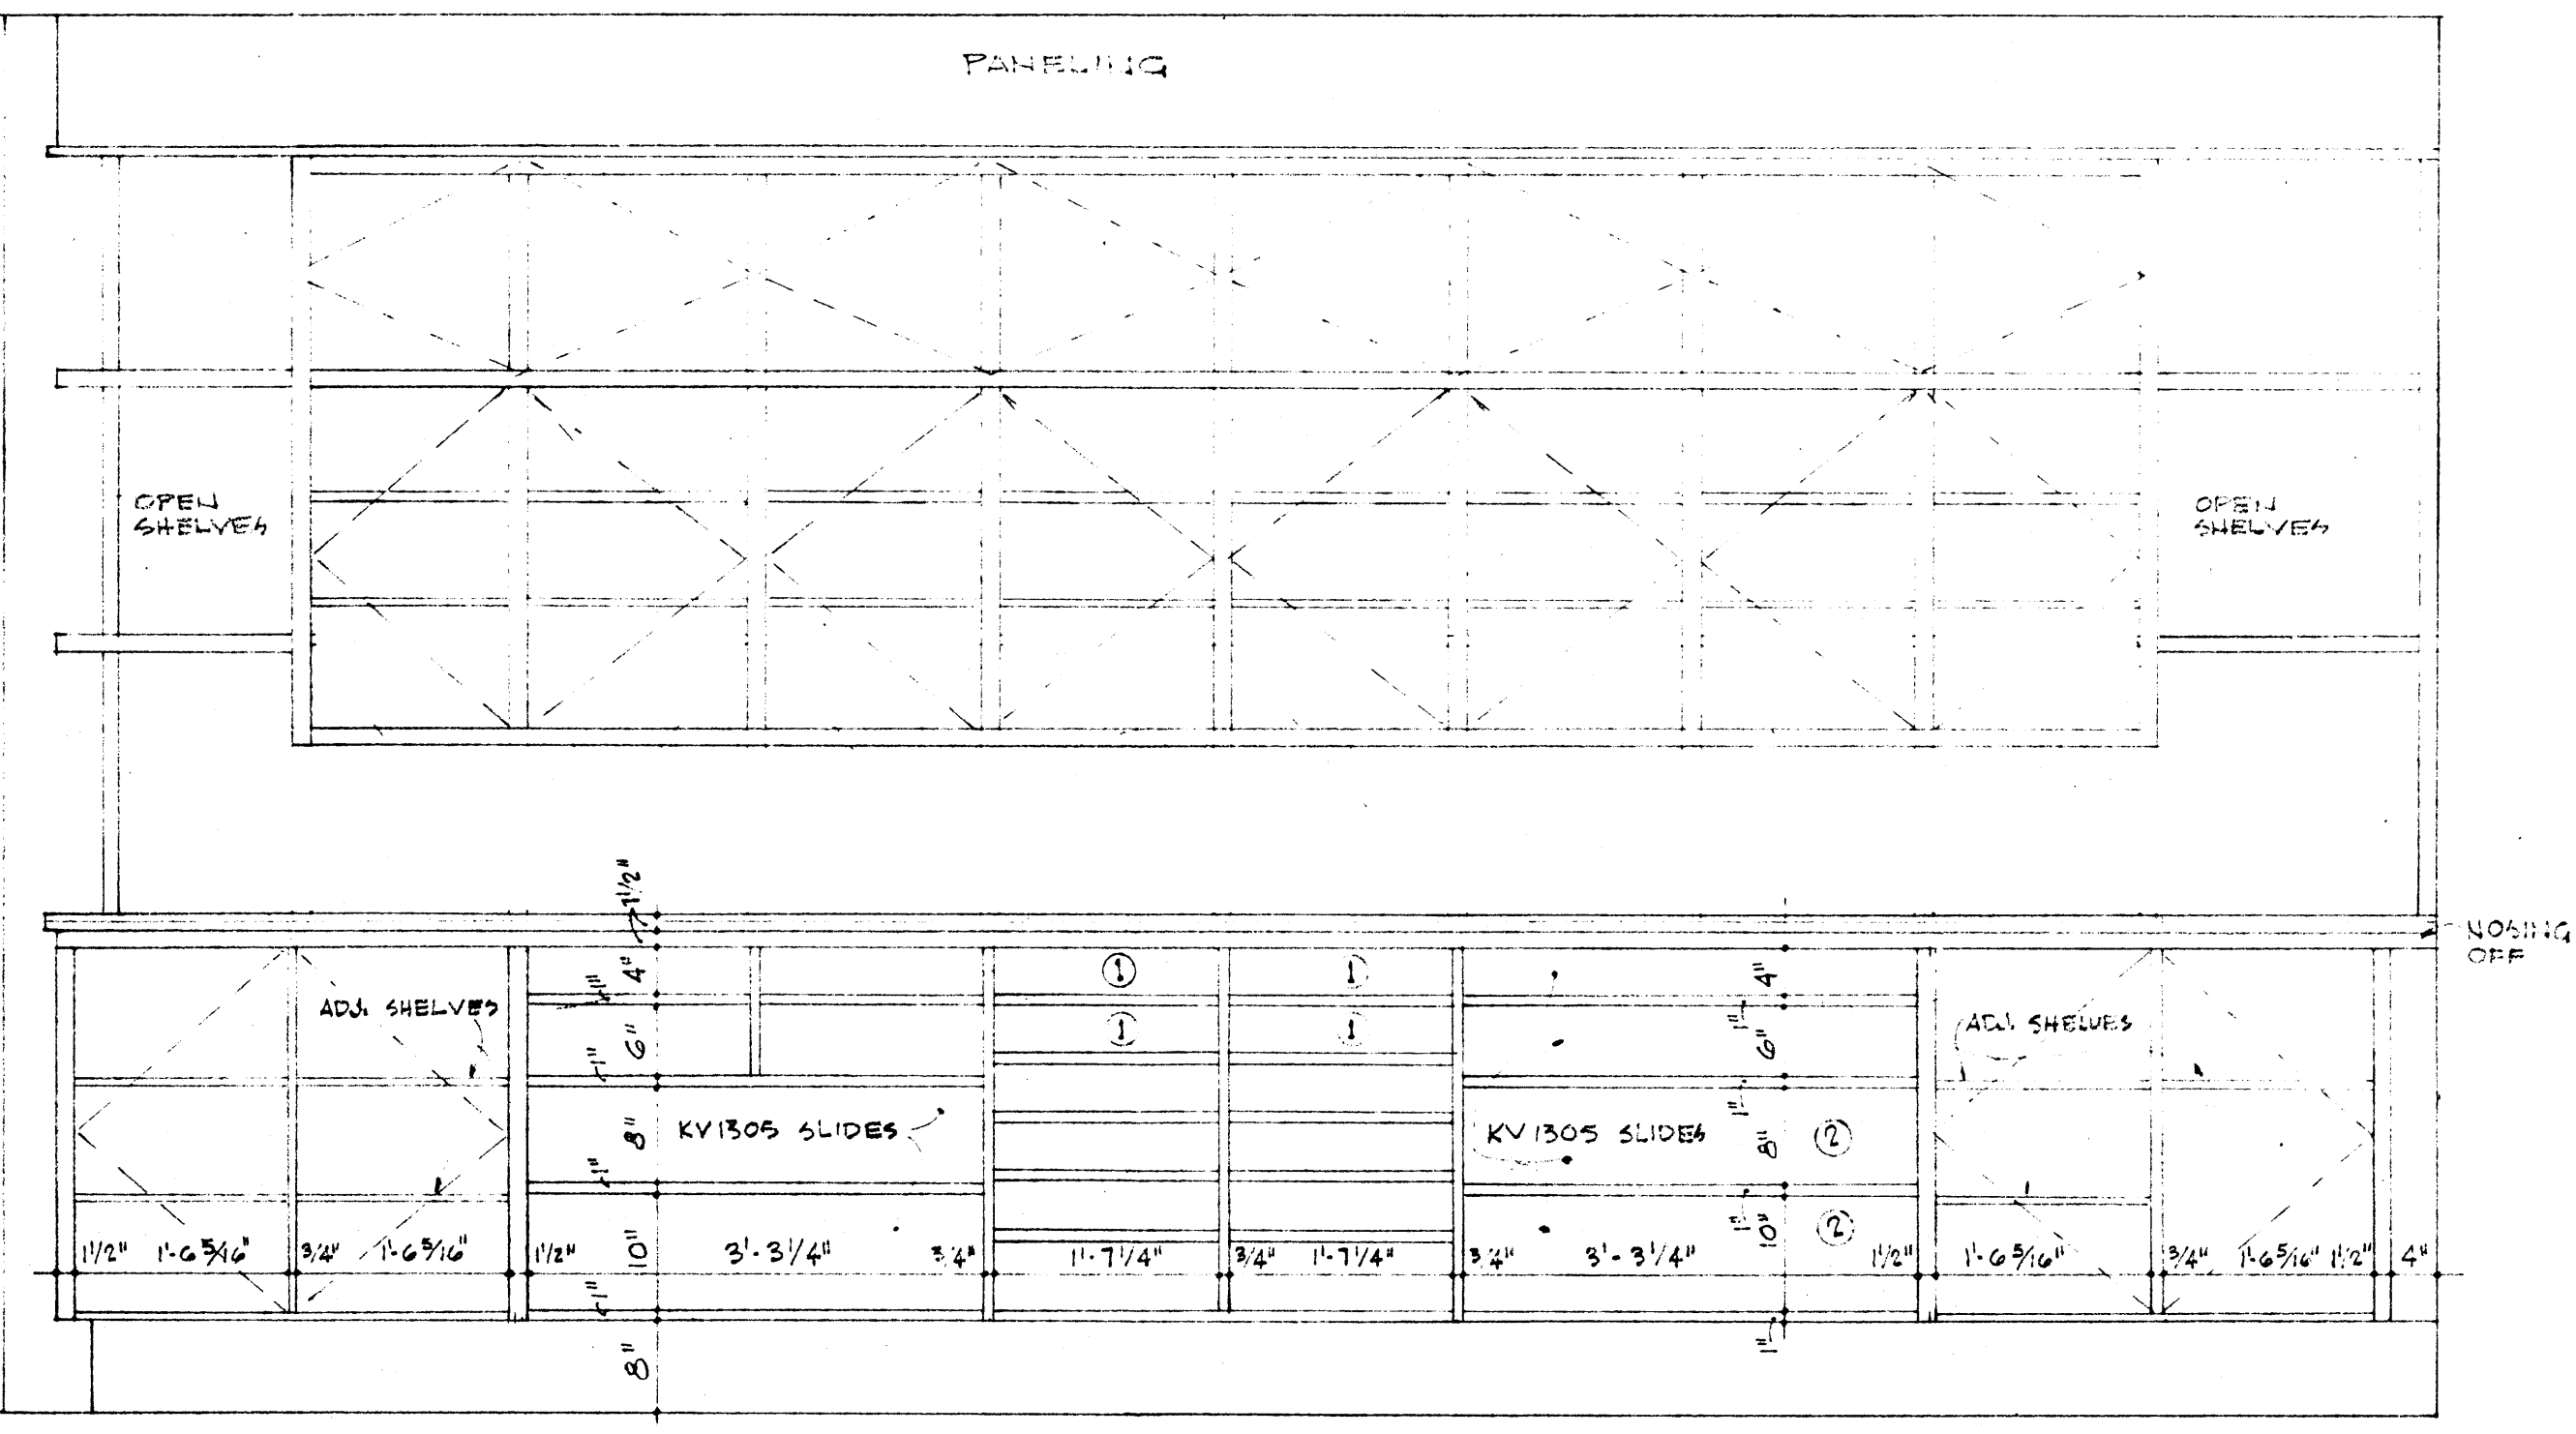 PANELING
OPEN
SHELVES
OPEN
SHELVES
1 1/2"
NOSING
OFF
4"
1"
6"
1"
8"
1"
10"
1"
8"
ADJ. SHELVES
KV 1305 SLIDES
1
1
1
1
4"
1"
6"
1"
8"
1"
10"
1"
KV 1305 SLIDES
2
2
ADJ. SHELVES
1 1/2" 1'-6 5/16" 3/4" 1'-6 5/16" 1 1/2" 3'-3 1/4" 3/4" 1'-7 1/4" 3/4" 1'-7 1/4" 3/4" 3'-3 1/4" 1 1/2" 1'-6 5/16" 3/4" 1'-6 5/16" 1 1/2" 4"